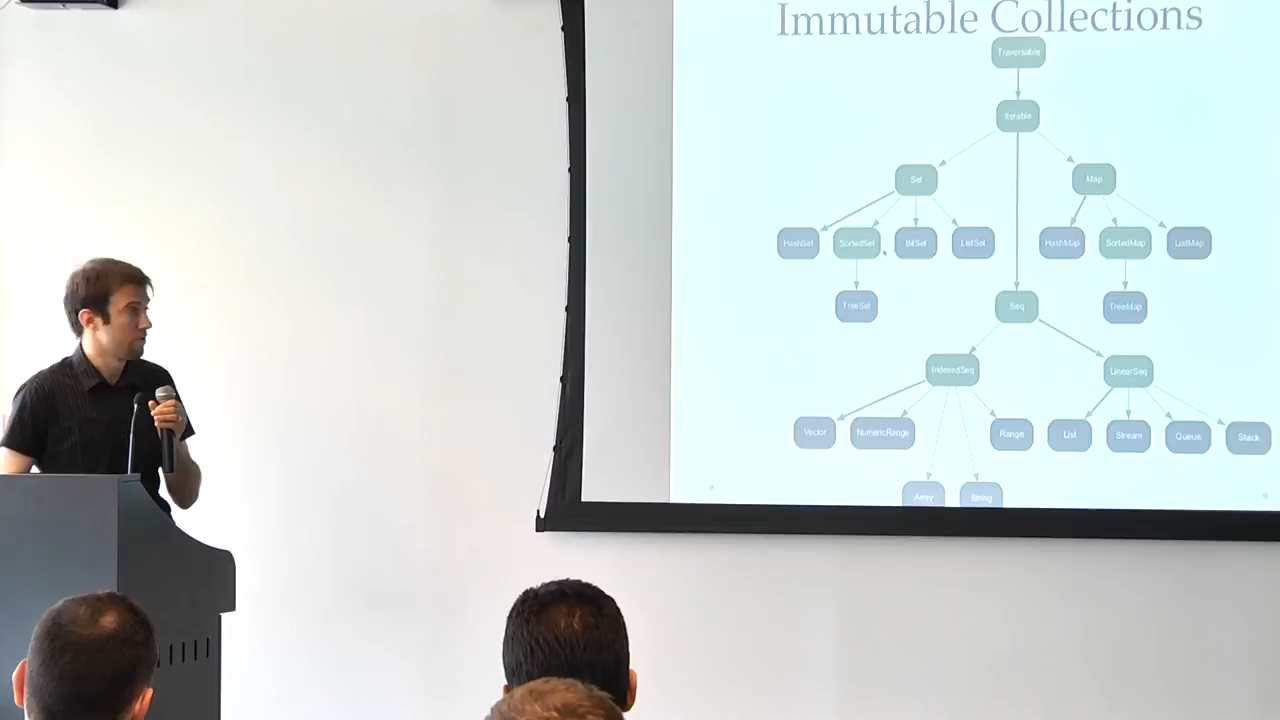 Immutable Collections
Traversable
Iterable
Set
Map
HashSet
SortedSet
BitSet
ListSet
HashMap
SortedMap
ListMap
TreeSet
Seq
TreeMap
IndexedSeq
LinearSeq
Vector
NumericRange
Range
List
Stream
Queue
Stack
Array
String